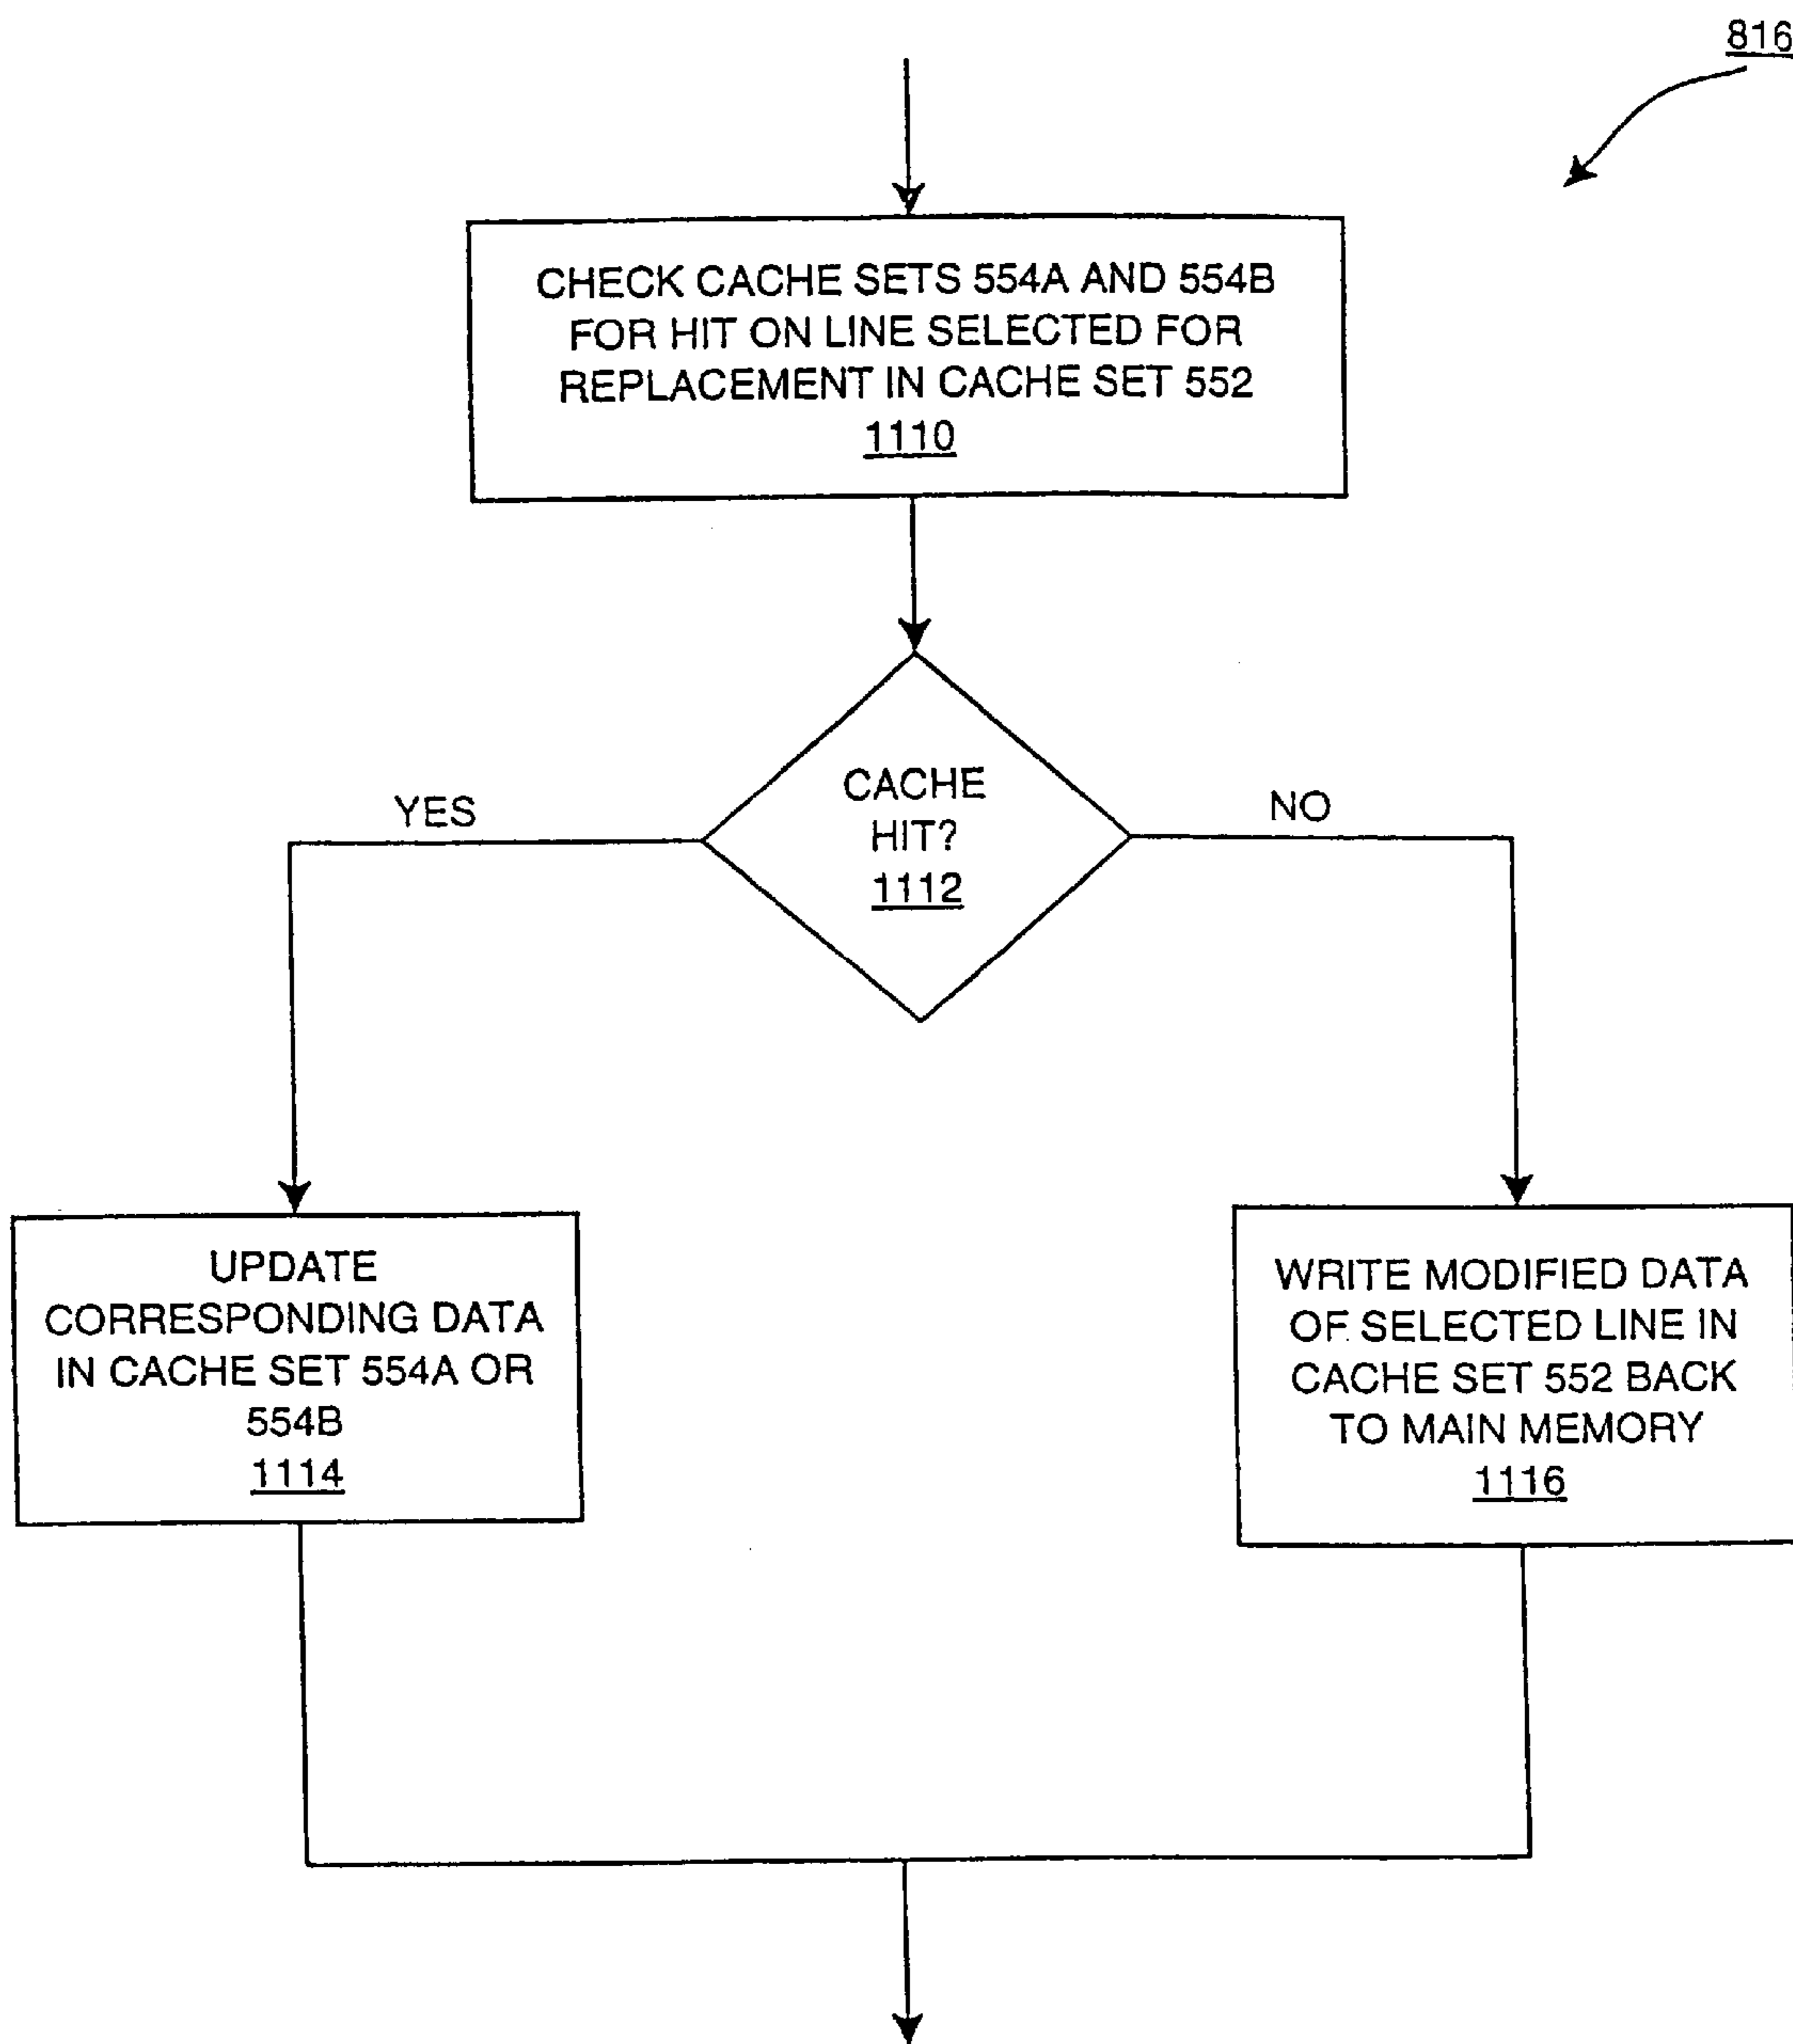 816
CHECK CACHE SETS 554A AND 554B
FOR HIT ON LINE SELECTED FOR
REPLACEMENT IN CACHE SET 552
1110
CACHE
HIT?
1112
YES
NO
UPDATE
CORRESPONDING DATA
IN CACHE SET 554A OR
554B
1114
WRITE MODIFIED DATA
OF SELECTED LINE IN
CACHE SET 552 BACK
TO MAIN MEMORY
1116